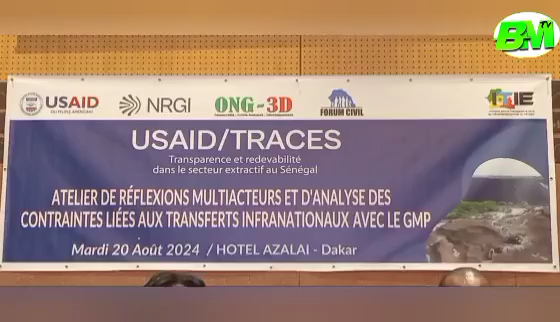 BM TV
USAID
DU PEUPLE AMERICAIN
NRGI
ONG-3D
FORUM CIVIL
ITIE
USAID/TRACES
Transparence et redevabilité
dans le secteur extractif au Sénégal
ATELIER DE RÉFLEXIONS MULTIACTEURS ET D'ANALYSE DES
CONTRAINTES LIÉES AUX TRANSFERTS INFRANATIONAUX AVEC LE GMP
Mardi 20 Août 2024 / HOTEL AZALAI - Dakar